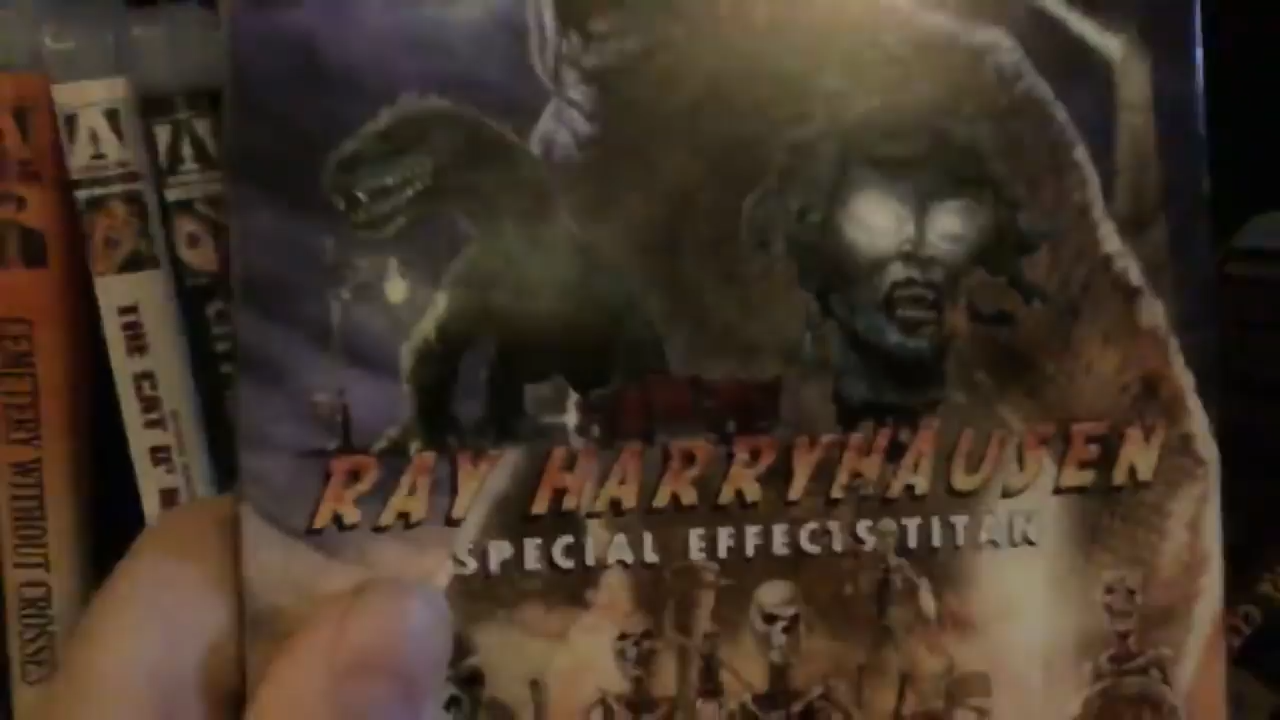 RAY HARRYHAUSEN
SPECIAL EFFECTS TITAN
THE CAT O'
CEMETERY WITHOUT CROSSES